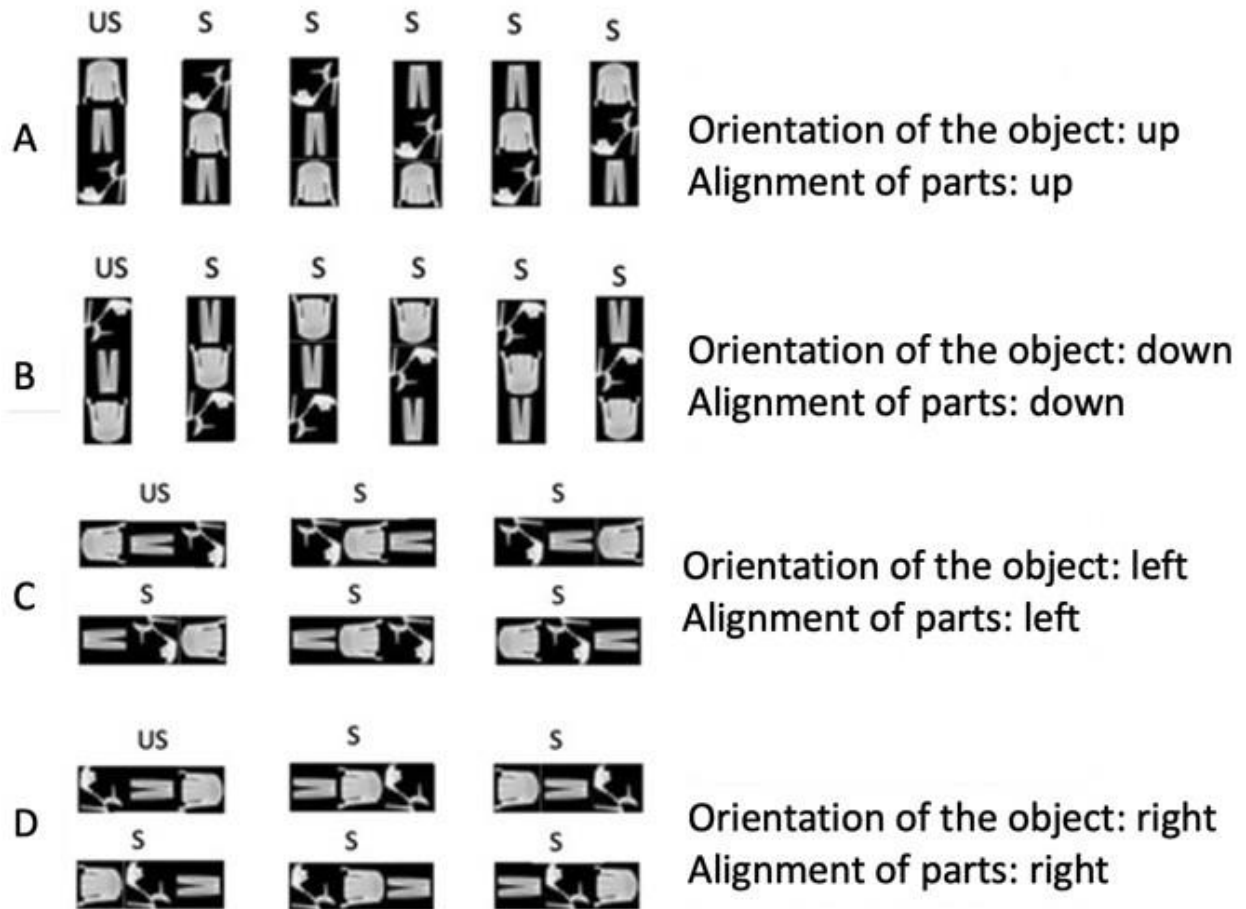 US S S S S S
A
Orientation of the object: up
Alignment of parts: up
US S S S S S
B
Orientation of the object: down
Alignment of parts: down
US S S
C
Orientation of the object: left
Alignment of parts: left
S S S
US S S
D
Orientation of the object: right
Alignment of parts: right
S S S